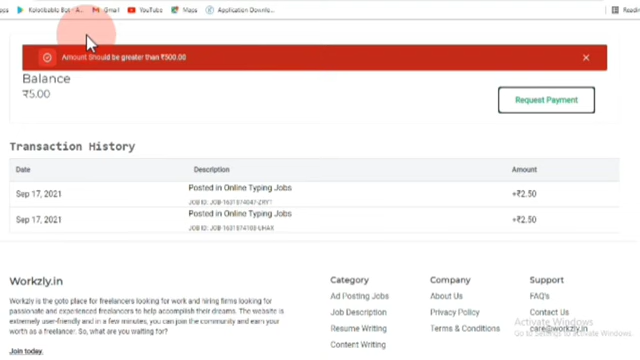 Kolotibablo Bot - A...
Gmail
YouTube
Maps
Application Downlo...
Amount Should be greater than ₹500.00
Balance
₹5.00
Request Payment
Transaction History
Date Description Amount
Sep 17, 2021 Posted in Online Typing Jobs +₹2.50
Sep 17, 2021 Posted in Online Typing Jobs +₹2.50
Workzly.in
Workzly is the goto place for freelancers looking for work and hiring firms looking for
passionate and experienced freelancers to help accomplish their dreams. The website is
extremely user-friendly and in a few minutes, you can join the community and earn your
worth as a freelancer. So, what are you waiting for?
Join today.
Category
Ad Posting Jobs
Job Description
Resume Writing
Content Writing
Company
About Us
Privacy Policy
Terms & Conditions
Support
FAQ's
Contact Us
care@workzly.in
Activate Windows
Go to Settings to activate Windows.